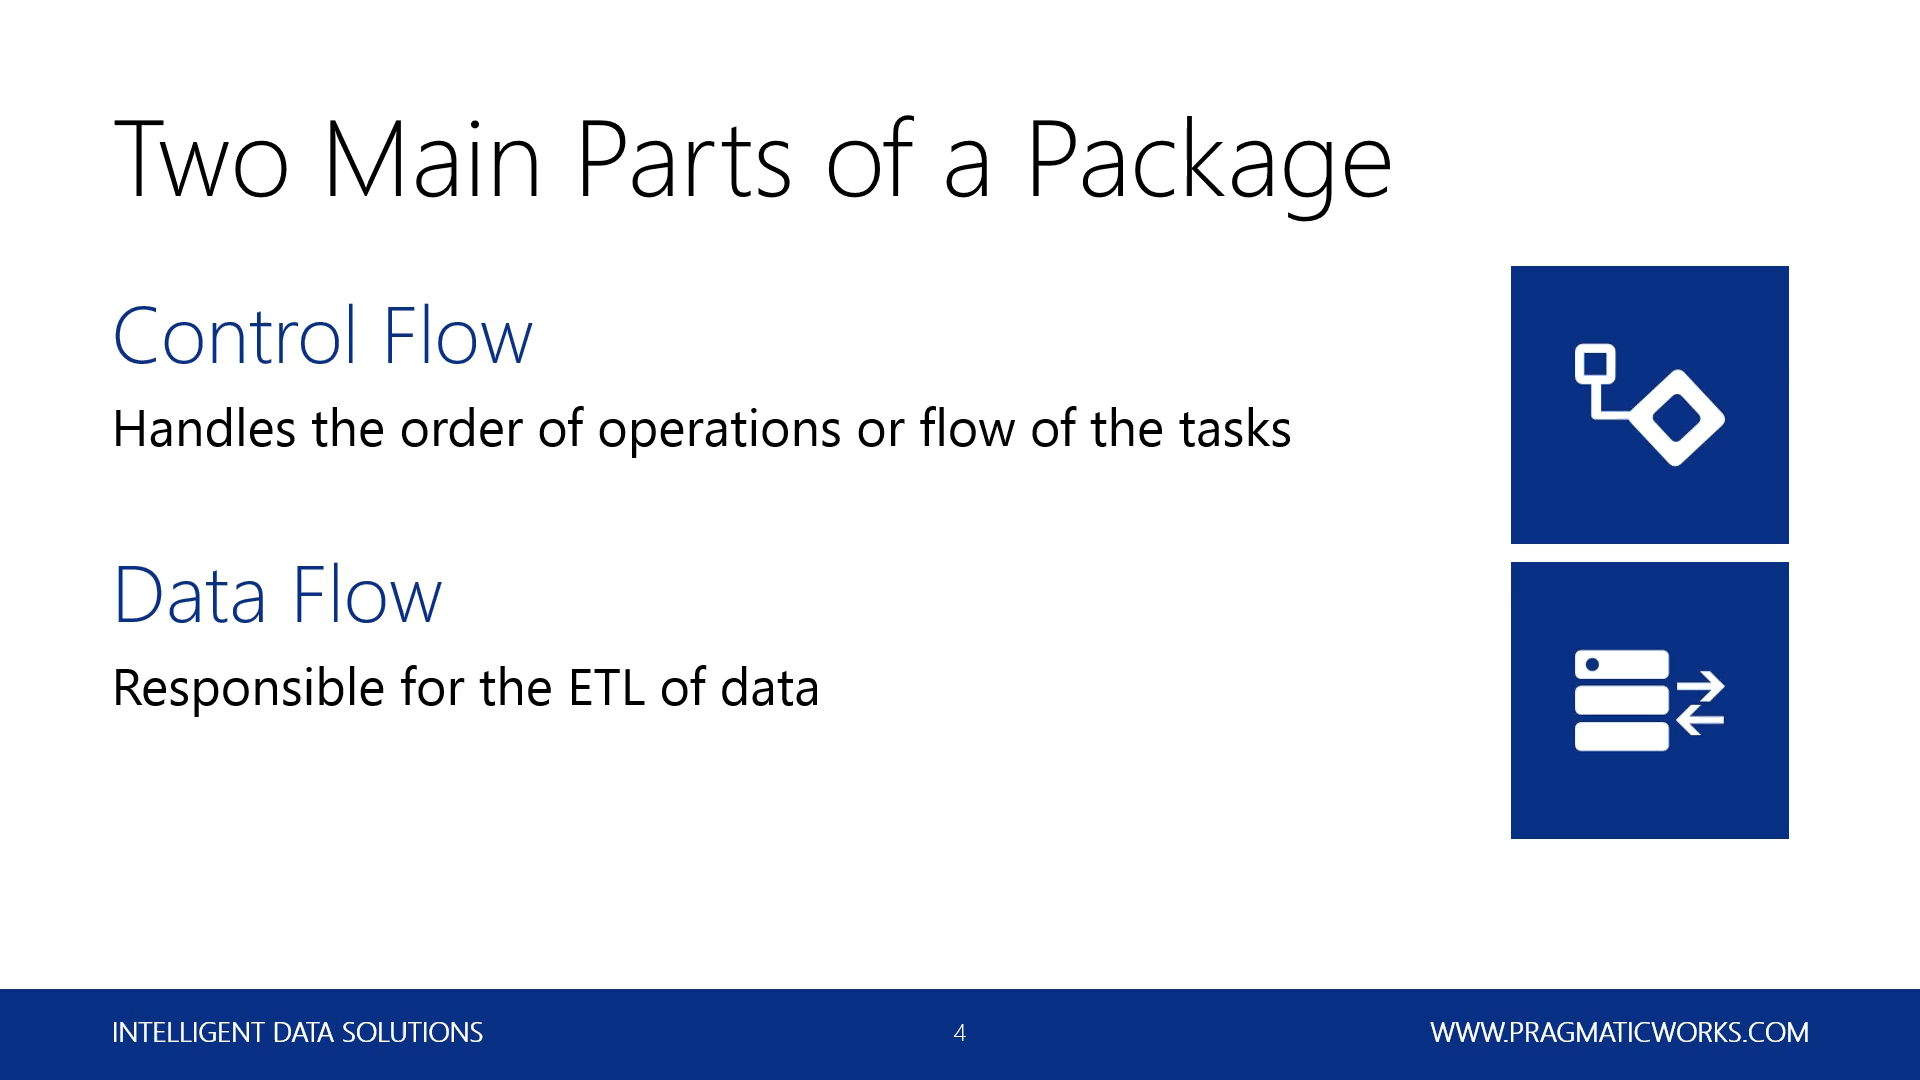 Two Main Parts of a Package
Control Flow
Handles the order of operations or flow of the tasks
Data Flow
Responsible for the ETL of data
INTELLIGENT DATA SOLUTIONS
4
WWW.PRAGMATICWORKS.COM